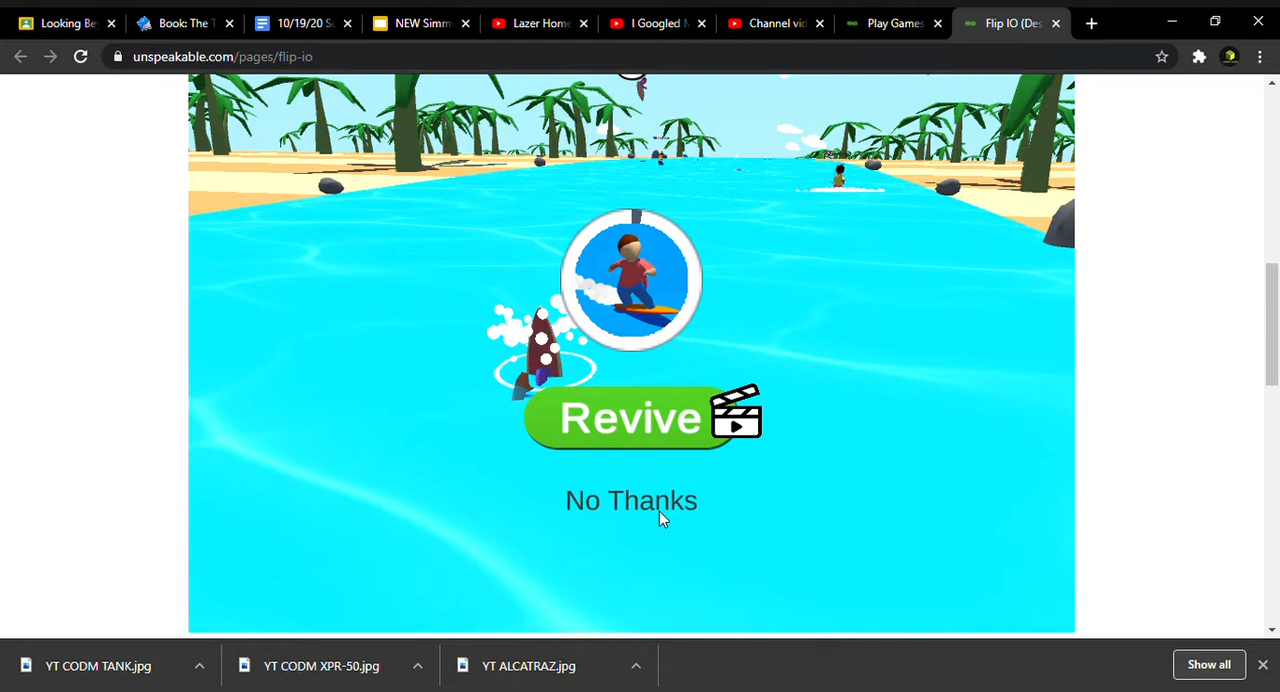 Looking Be
Book: The T
10/19/20 S
NEW Simm
Lazer Home
I Googled
Channel vid
Play Games
Flip IO (Des
unspeakable.com/pages/flip-io
Revive
No Thanks
YT CODM TANK.jpg
YT CODM XPR-50.jpg
YT ALCATRAZ.jpg
Show all